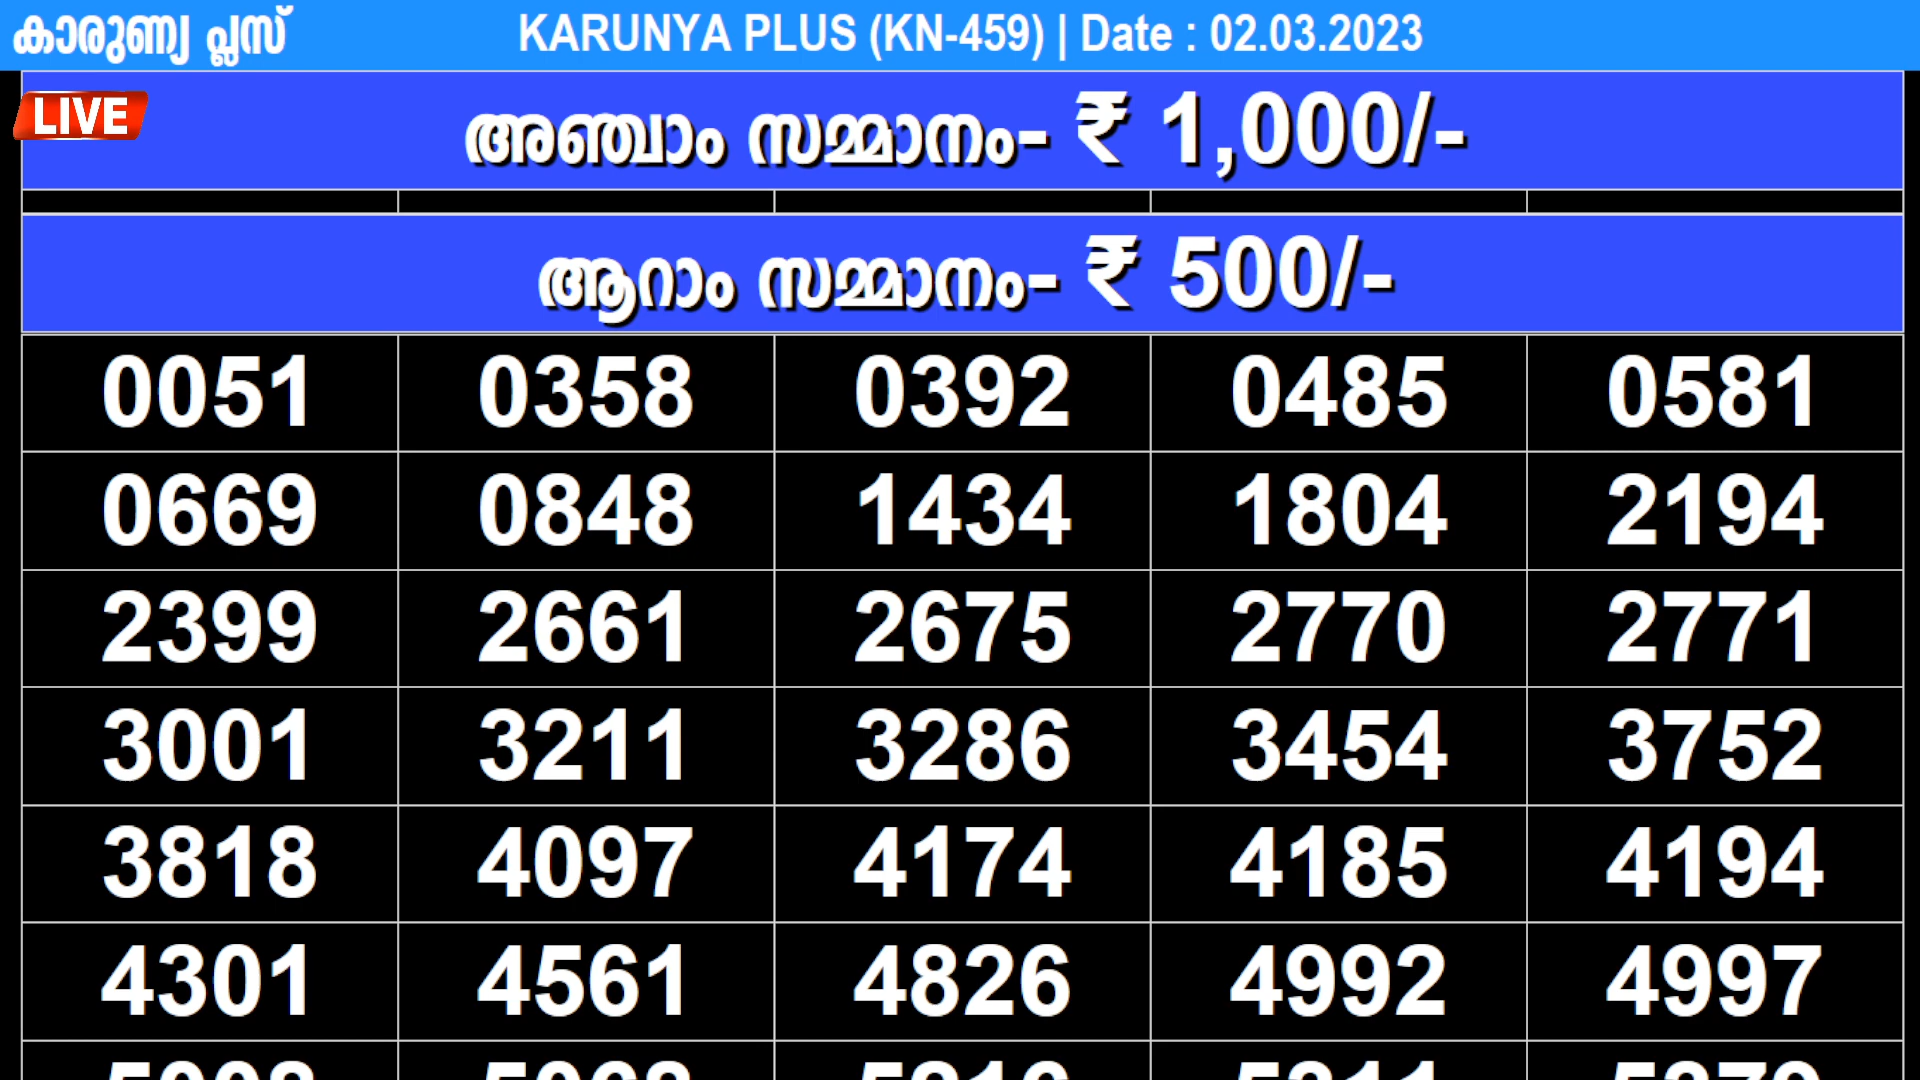 കാരുണ്യ പ്ലസ് KARUNYA PLUS (KN-459) | Date : 02.03.2023
LIVE
അഞ്ചാം സമ്മാനം- ₹ 1,000/-
ആറാം സമ്മാനം- ₹ 500/-
0051 0358 0392 0485 0581
0669 0848 1434 1804 2194
2399 2661 2675 2770 2771
3001 3211 3286 3454 3752
3818 4097 4174 4185 4194
4301 4561 4826 4992 4997